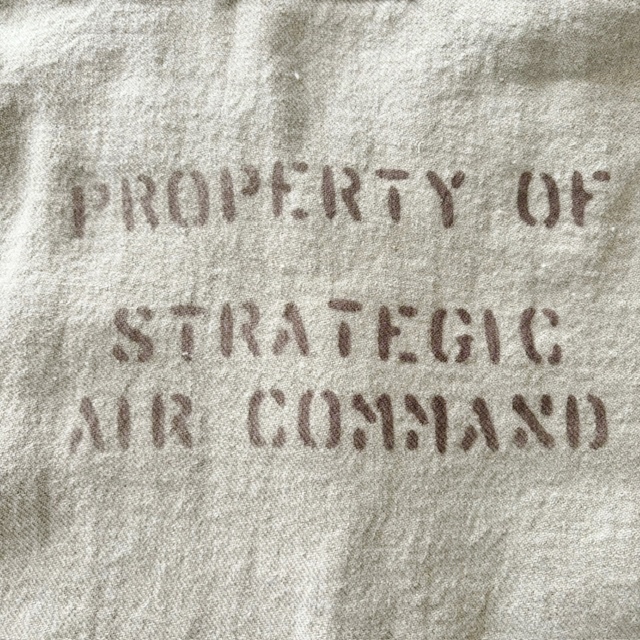 PROPERTY OF
STRATEGIC
AIR COMMAND